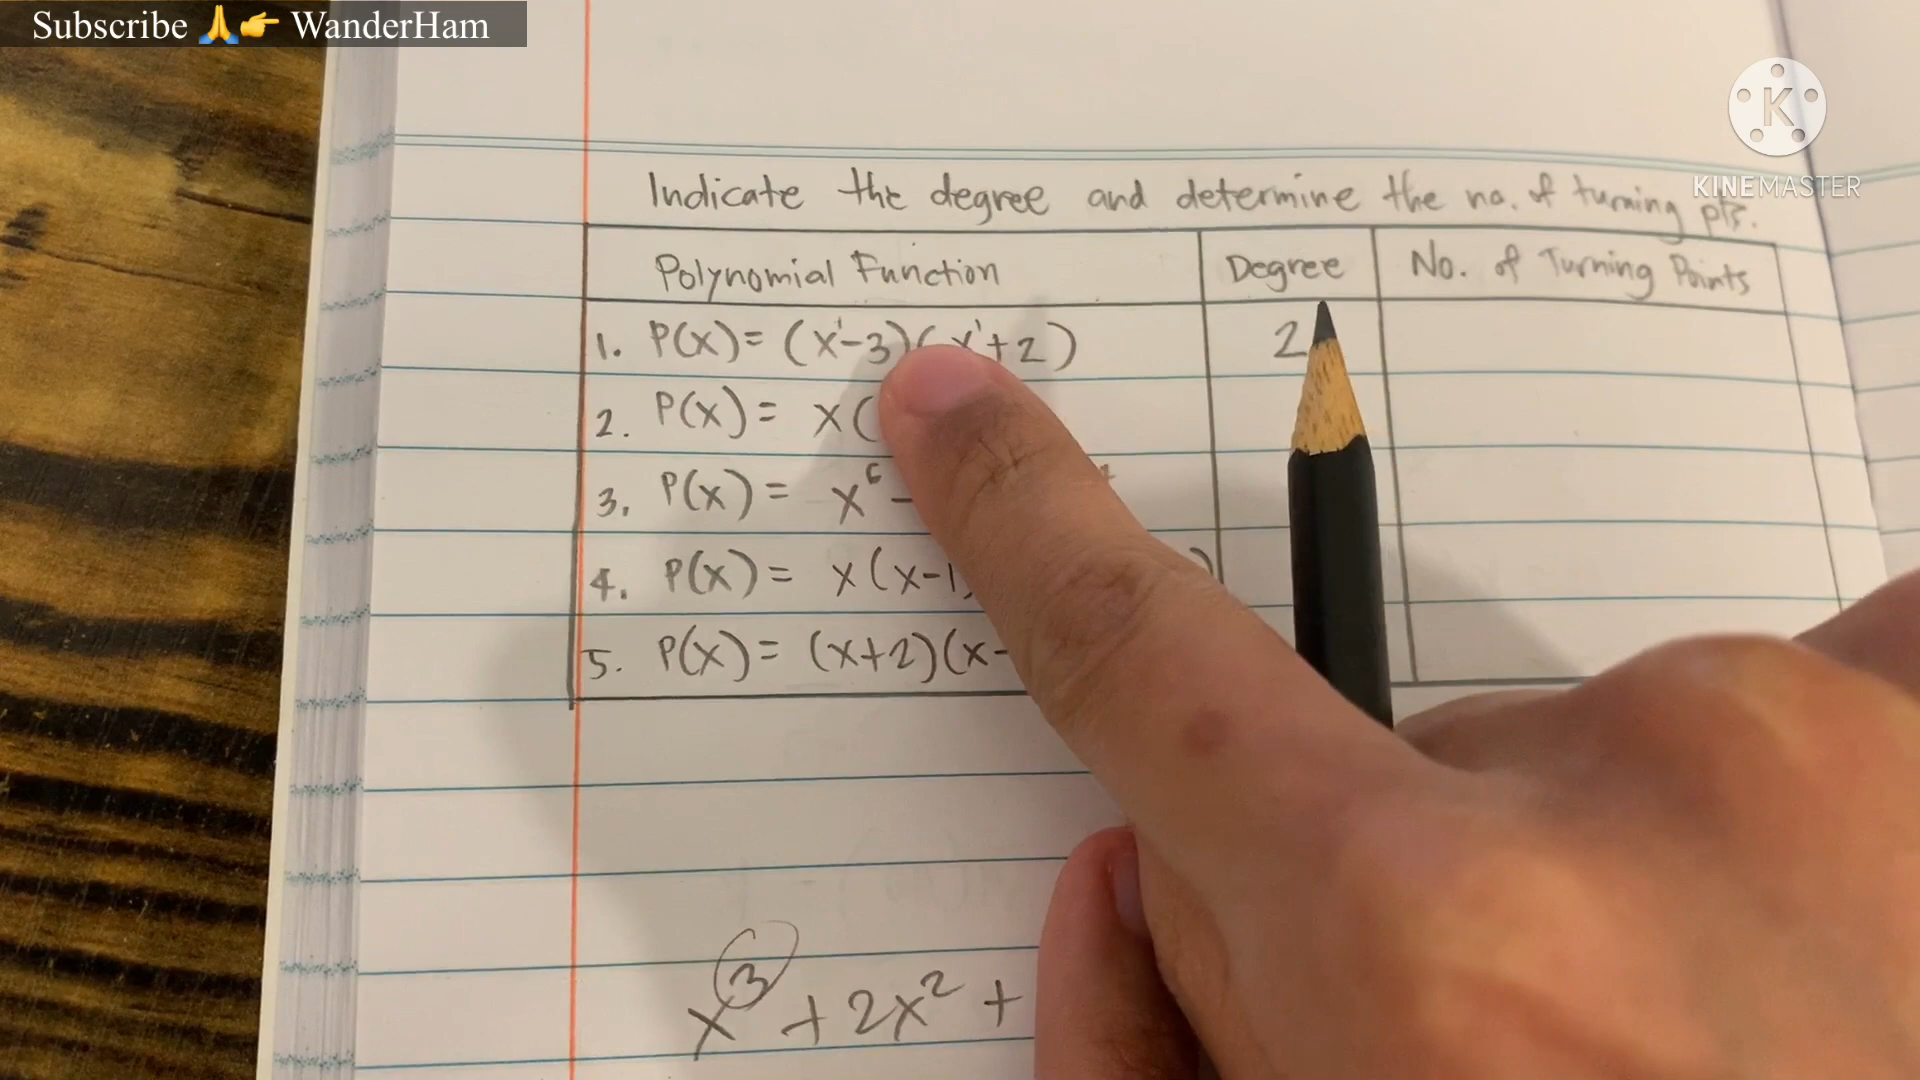 Subscribe 🙏👉 WanderHam
KINEMASTER
Indicate the degree and determine the no. of turning pts.
Polynomial Function Degree No. of Turning Points
1. P(x) = (x¹-3)(x¹+2) 2
2. P(x) = x(
3. P(x) = x⁶ -
4. P(x) = x(x-1)
5. P(x) = (x+2)(x-
x³ + 2x² +